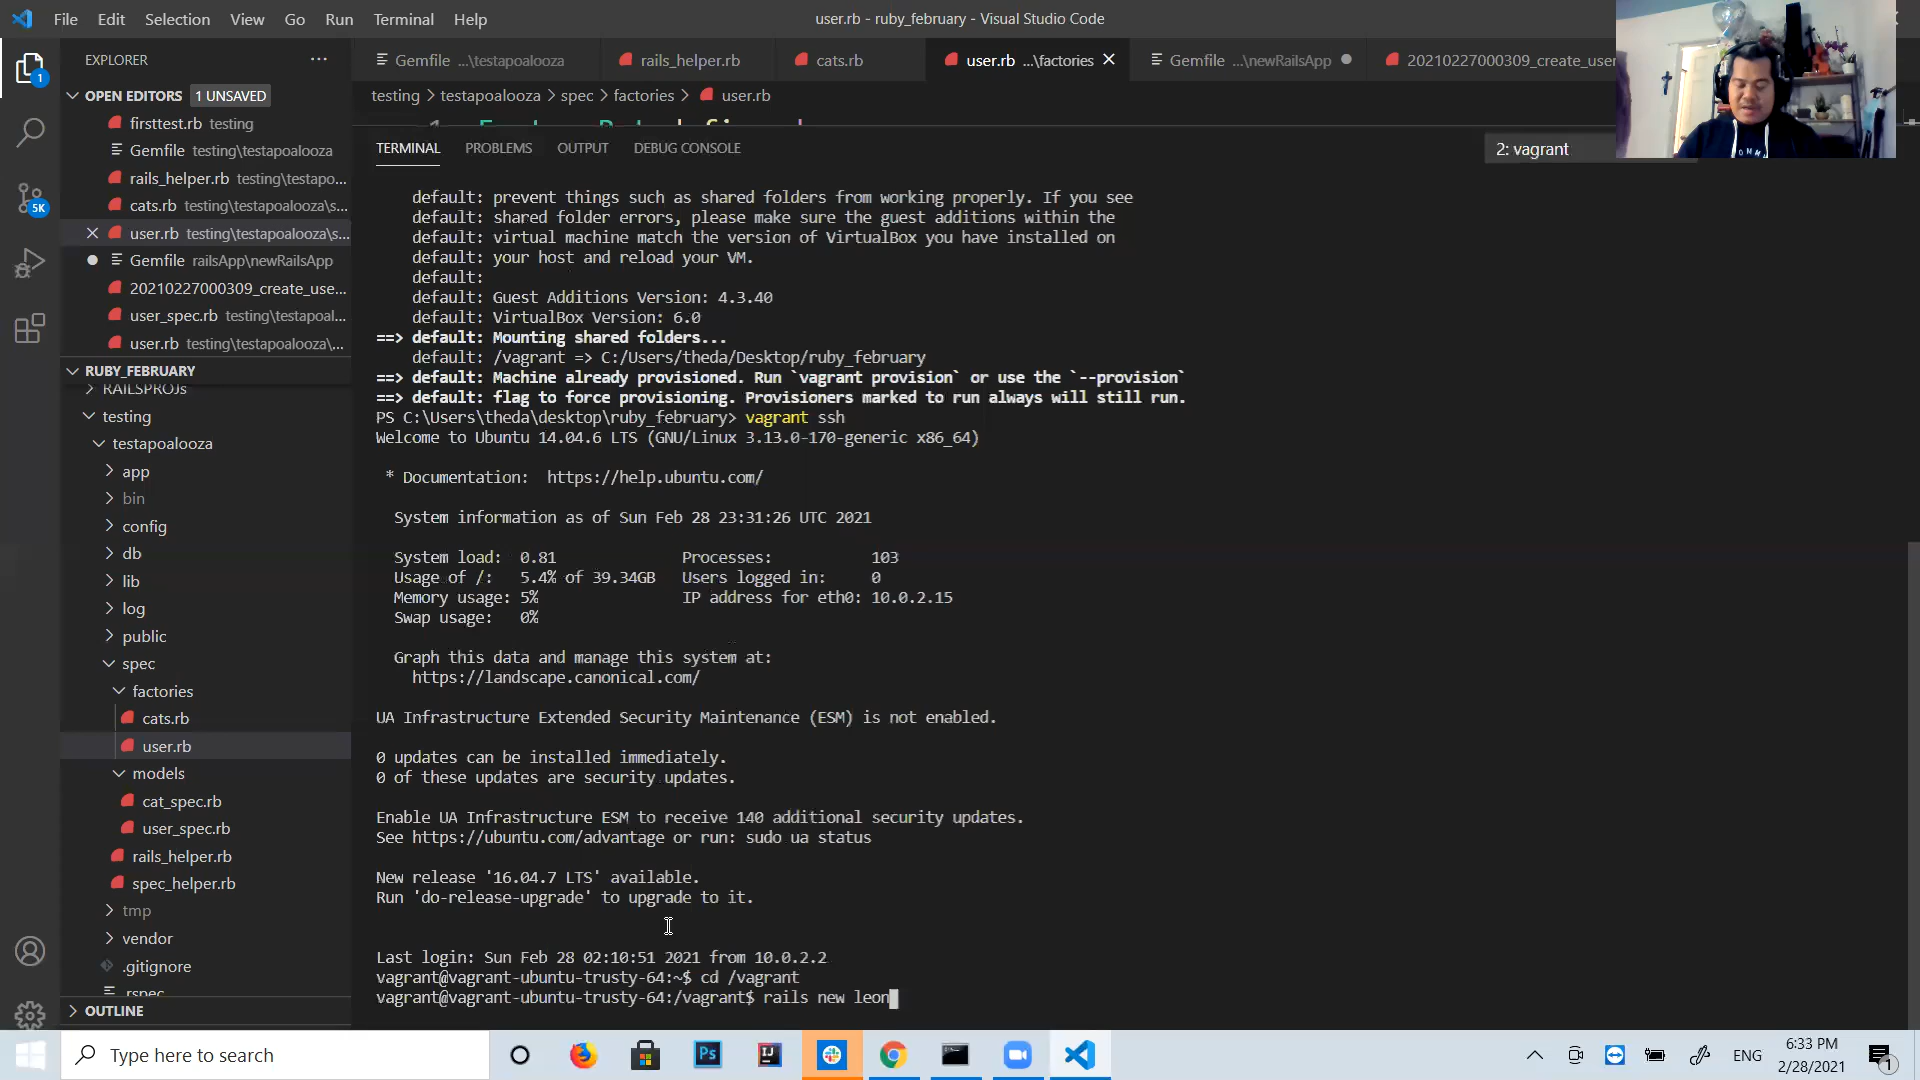 File Edit Selection View Go Run Terminal Help
user.rb - ruby_february - Visual Studio Code
EXPLORER
Gemfile ...\testapoalooza
rails_helper.rb
cats.rb
user.rb ...\factories
Gemfile ...\newRailsApp
20210227000309_create_user
OPEN EDITORS 1 UNSAVED
testing > testapoalooza > spec > factories > user.rb
firsttest.rb testing
Gemfile testing\testapoalooza
rails_helper.rb testing\testapo...
cats.rb testing\testapoalooza\s...
user.rb testing\testapoalooza\s...
Gemfile railsApp\newRailsApp
20210227000309_create_use...
user_spec.rb testing\testapoal...
user.rb testing\testapoalooza\...
RUBY_FEBRUARY
RAILSPROJs
testing
testapoalooza
app
bin
config
db
lib
log
public
spec
factories
cats.rb
user.rb
models
cat_spec.rb
user_spec.rb
rails_helper.rb
spec_helper.rb
tmp
vendor
.gitignore
.rspec
OUTLINE
1
5K
TERMINAL PROBLEMS OUTPUT DEBUG CONSOLE
2: vagrant
default: prevent things such as shared folders from working properly. If you see
default: shared folder errors, please make sure the guest additions within the
default: virtual machine match the version of VirtualBox you have installed on
default: your host and reload your VM.
default:
default: Guest Additions Version: 4.3.40
default: VirtualBox Version: 6.0
==> default: Mounting shared folders...
default: /vagrant => C:/Users/theda/Desktop/ruby_february
==> default: Machine already provisioned. Run `vagrant provision` or use the `--provision`
==> default: flag to force provisioning. Provisioners marked to run always will still run.
PS C:\Users\theda\desktop\ruby_february> vagrant ssh
Welcome to Ubuntu 14.04.6 LTS (GNU/Linux 3.13.0-170-generic x86_64)
* Documentation: https://help.ubuntu.com/
System information as of Sun Feb 28 23:31:26 UTC 2021
System load: 0.81 Processes: 103
Usage of /: 5.4% of 39.34GB Users logged in: 0
Memory usage: 5% IP address for eth0: 10.0.2.15
Swap usage: 0%
Graph this data and manage this system at:
https://landscape.canonical.com/
UA Infrastructure Extended Security Maintenance (ESM) is not enabled.
0 updates can be installed immediately.
0 of these updates are security updates.
Enable UA Infrastructure ESM to receive 140 additional security updates.
See https://ubuntu.com/advantage or run: sudo ua status
New release '16.04.7 LTS' available.
Run 'do-release-upgrade' to upgrade to it.
Last login: Sun Feb 28 02:10:51 2021 from 10.0.2.2
vagrant@vagrant-ubuntu-trusty-64:~$ cd /vagrant
vagrant@vagrant-ubuntu-trusty-64:/vagrant$ rails new leon
Type here to search
Ps
IJ
ENG
6:33 PM
2/28/2021
1